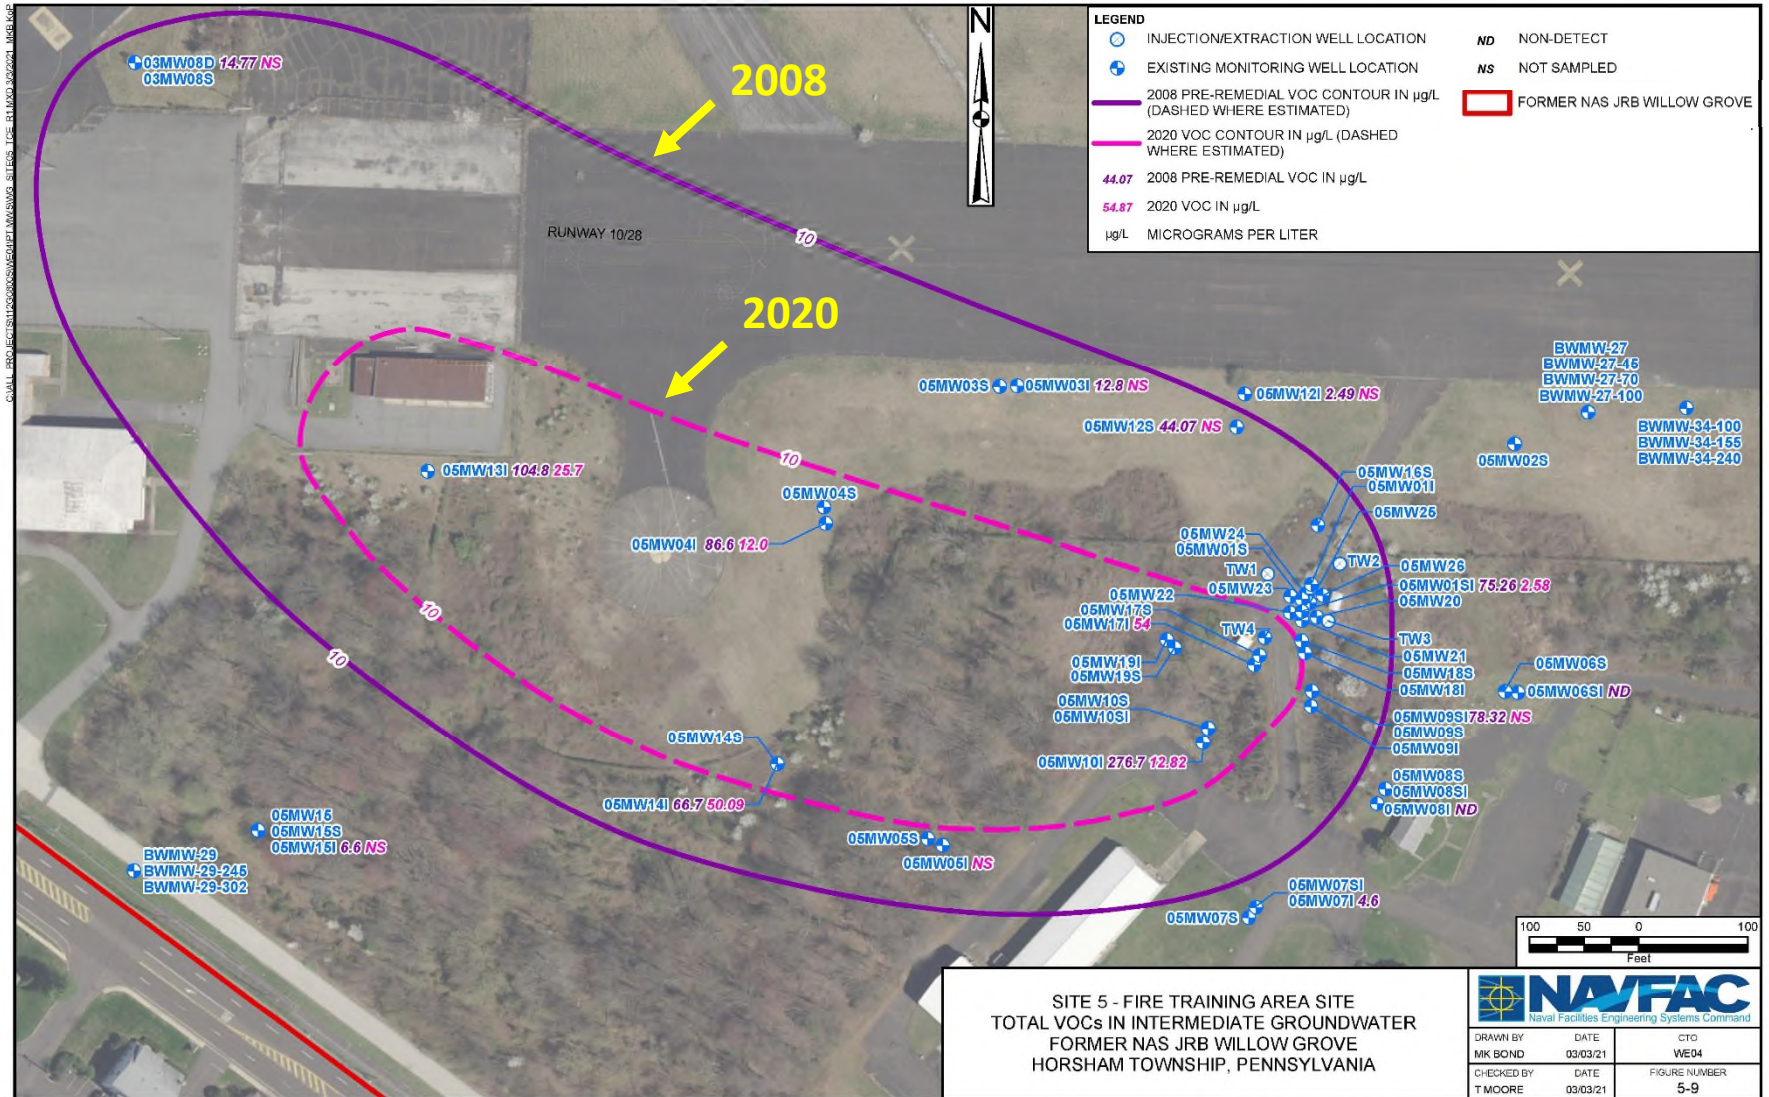 LEGEND
INJECTION/EXTRACTION WELL LOCATION
EXISTING MONITORING WELL LOCATION
2008 PRE-REMEDIAL VOC CONTOUR IN µg/L
(DASHED WHERE ESTIMATED)
2020 VOC CONTOUR IN µg/L (DASHED
WHERE ESTIMATED)
44.07 2008 PRE-REMEDIAL VOC IN µg/L
54.87 2020 VOC IN µg/L
µg/L MICROGRAMS PER LITER
ND NON-DETECT
NS NOT SAMPLED
FORMER NAS JRB WILLOW GROVE
N
2008
2020
03MW08D 14.77 NS
03MW08S
RUNWAY 10/28
10
10
10
10
05MW03S
05MW03I 12.8 NS
05MW12I 2.49 NS
05MW12S 44.07 NS
BWMW-27
BWMW-27-45
BWMW-27-70
BWMW-27-100
BWMW-34-100
BWMW-34-155
BWMW-34-240
05MW02S
05MW13I 104.8 25.7
05MW04S
05MW04I 86.6 12.0
05MW16S
05MW01I
05MW25
05MW24
05MW01S
TW1
TW2
05MW23
05MW26
05MW01SI 75.26 2.58
05MW20
05MW22
05MW17S
05MW17I 54
TW4
TW3
05MW21
05MW18S
05MW18I
05MW19I
05MW19S
05MW06S
05MW06SI ND
05MW10S
05MW10SI
05MW10I 276.7 12.82
05MW09SI 78.32 NS
05MW09S
05MW09I
05MW14S
05MW14I 66.7 50.09
05MW08S
05MW08SI
05MW08I ND
05MW15
05MW15S
05MW15I 6.6 NS
BWMW-29
BWMW-29-245
BWMW-29-302
05MW05S
05MW05I NS
05MW07SI
05MW07I 4.6
05MW07S
100 50 0 100
Feet
SITE 5 - FIRE TRAINING AREA SITE
TOTAL VOCs IN INTERMEDIATE GROUNDWATER
FORMER NAS JRB WILLOW GROVE
HORSHAM TOWNSHIP, PENNSYLVANIA
NAVFAC
Naval Facilities Engineering Systems Command
DRAWN BY DATE CTO
MK BOND 03/03/21 WE04
CHECKED BY DATE FIGURE NUMBER
T MOORE 03/03/21 5-9